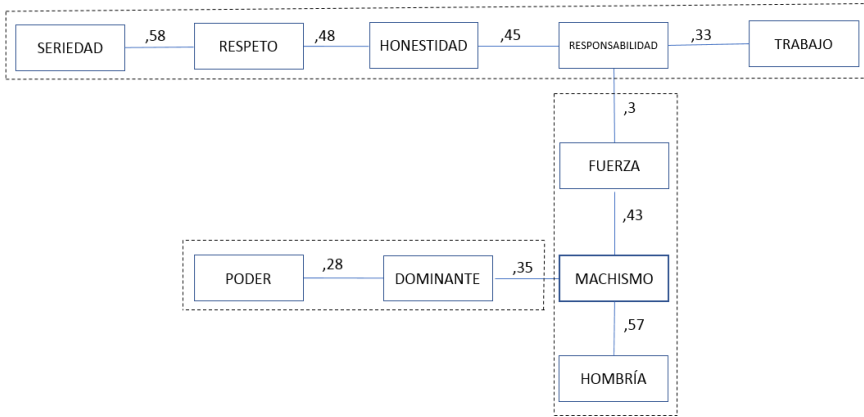 SERIEDAD ,58 RESPETO ,48 HONESTIDAD ,45 RESPONSABILIDAD ,33 TRABAJO
,3
FUERZA
,43
PODER ,28 DOMINANTE ,35 MACHISMO
,57
HOMBRÍA